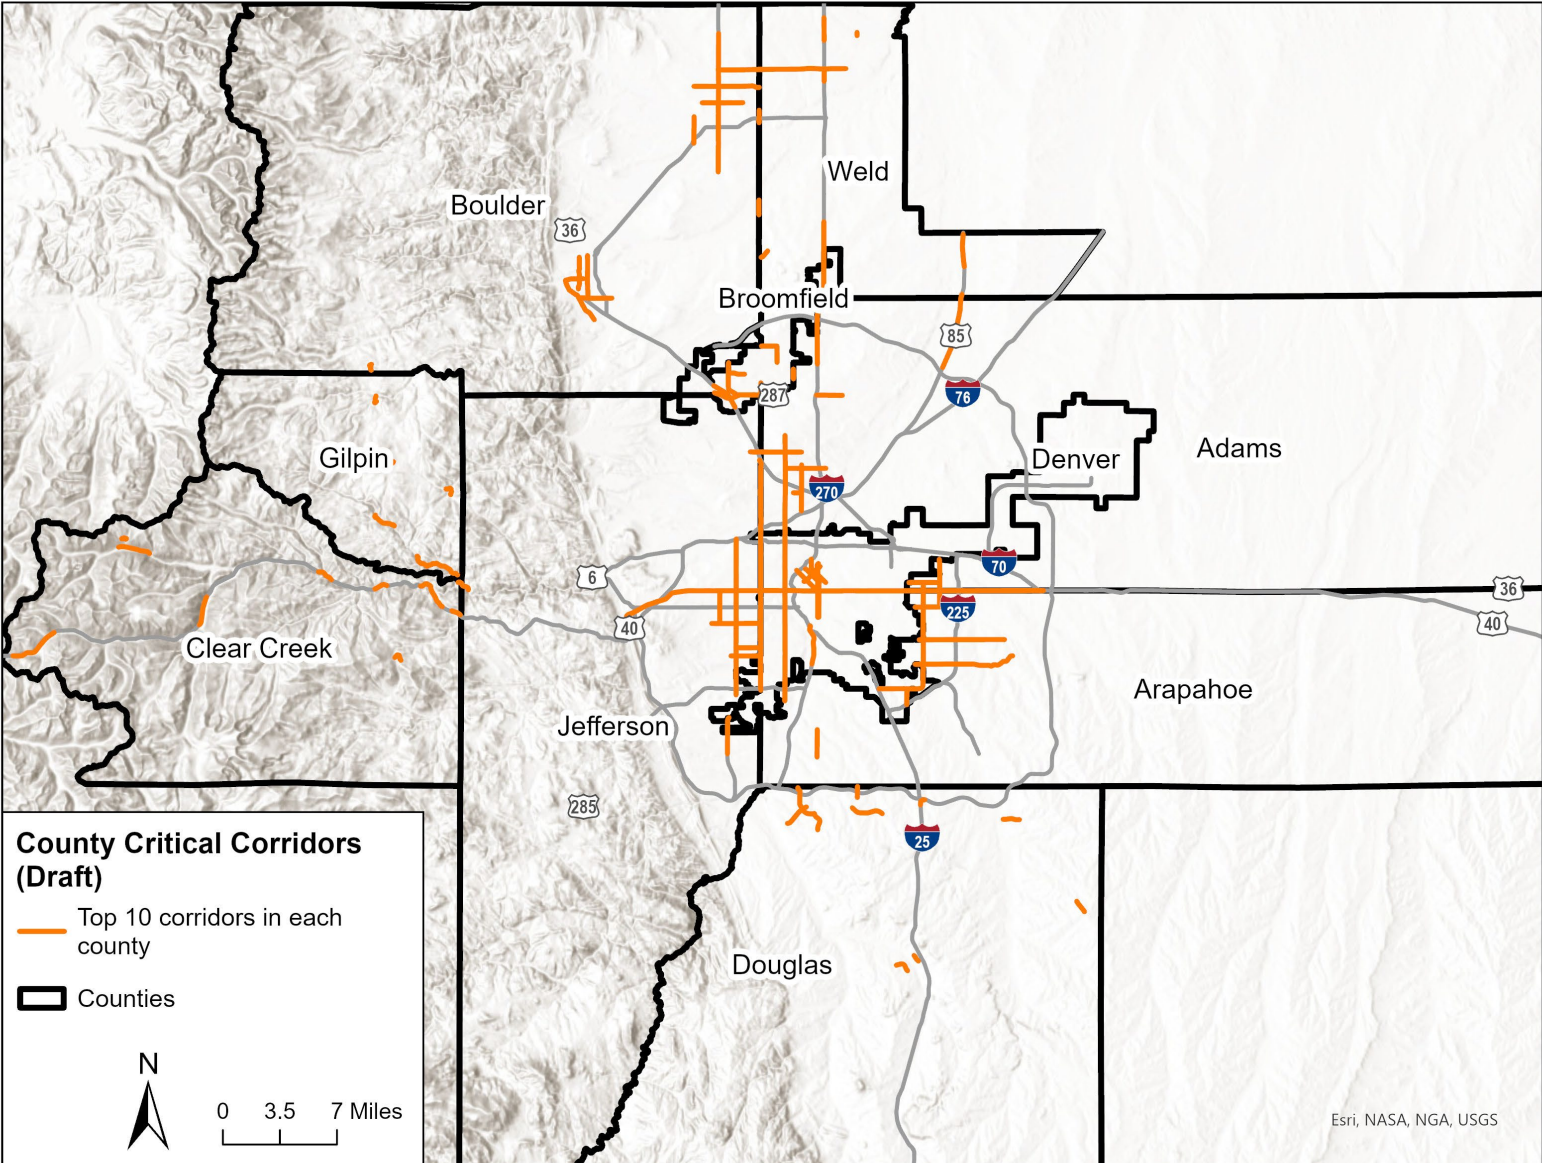 Weld
Boulder
36
Broomfield
85
76
287
Gilpin
Denver
Adams
270
6
70
36
225
40
40
Clear Creek
Arapahoe
Jefferson
285
25
Douglas
County Critical Corridors
(Draft)
Top 10 corridors in each
county
Counties
N
0 3.5 7 Miles
Esri, NASA, NGA, USGS